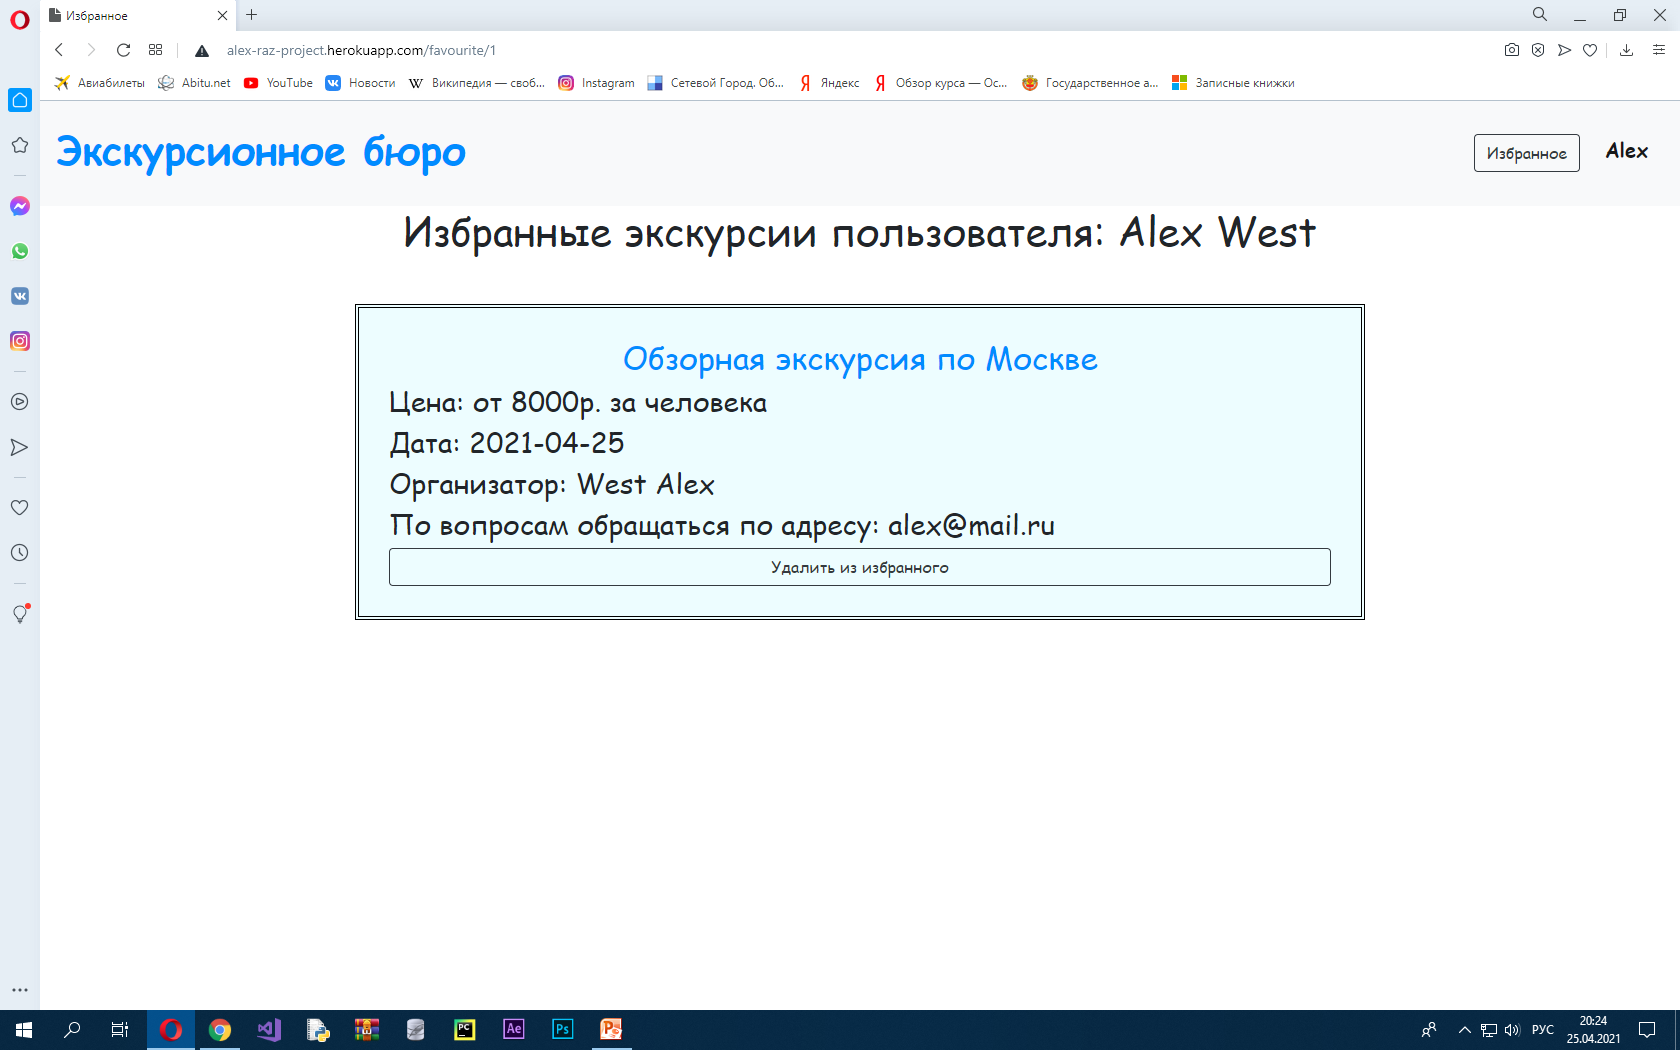 Избранное
alex-raz-project.herokuapp.com/favourite/1
Авиабилеты Abitu.net YouTube Новости Википедия — своб... Instagram Сетевой Город. Об... Яндекс Обзор курса — Ос... Государственное а... Записные книжки
Экскурсионное бюро
Избранное Alex
Избранные экскурсии пользователя: Alex West
Обзорная экскурсия по Москве
Цена: от 8000р. за человека
Дата: 2021-04-25
Организатор: West Alex
По вопросам обращаться по адресу: alex@mail.ru
Удалить из избранного
РУС
20:24
25.04.2021